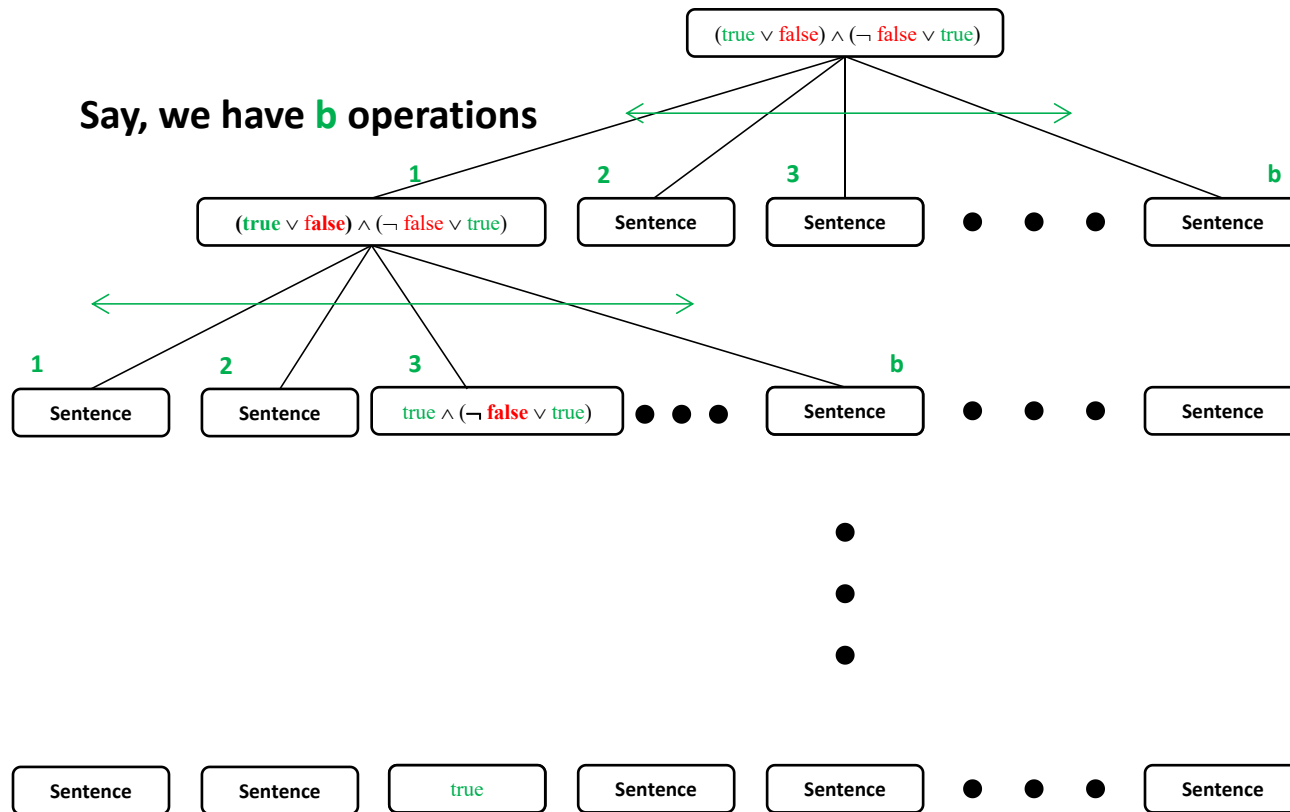 (true ∨ false) ∧ (¬ false ∨ true)
Say, we have b operations
1 2 3 b
(true ∨ false) ∧ (¬ false ∨ true) Sentence Sentence ● ● ● Sentence
1 2 3 b
Sentence Sentence true ∧ (¬ false ∨ true) ● ● ● Sentence ● ● ● Sentence
Sentence Sentence true Sentence Sentence ● ● ● Sentence